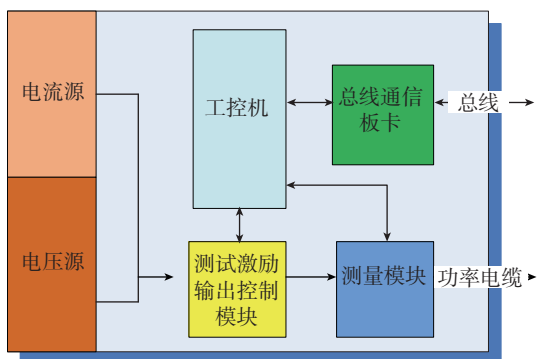 电流源
工控机
总线通信
板卡
总线
电压源
测试激励
输出控制
模块
测量模块
功率电缆